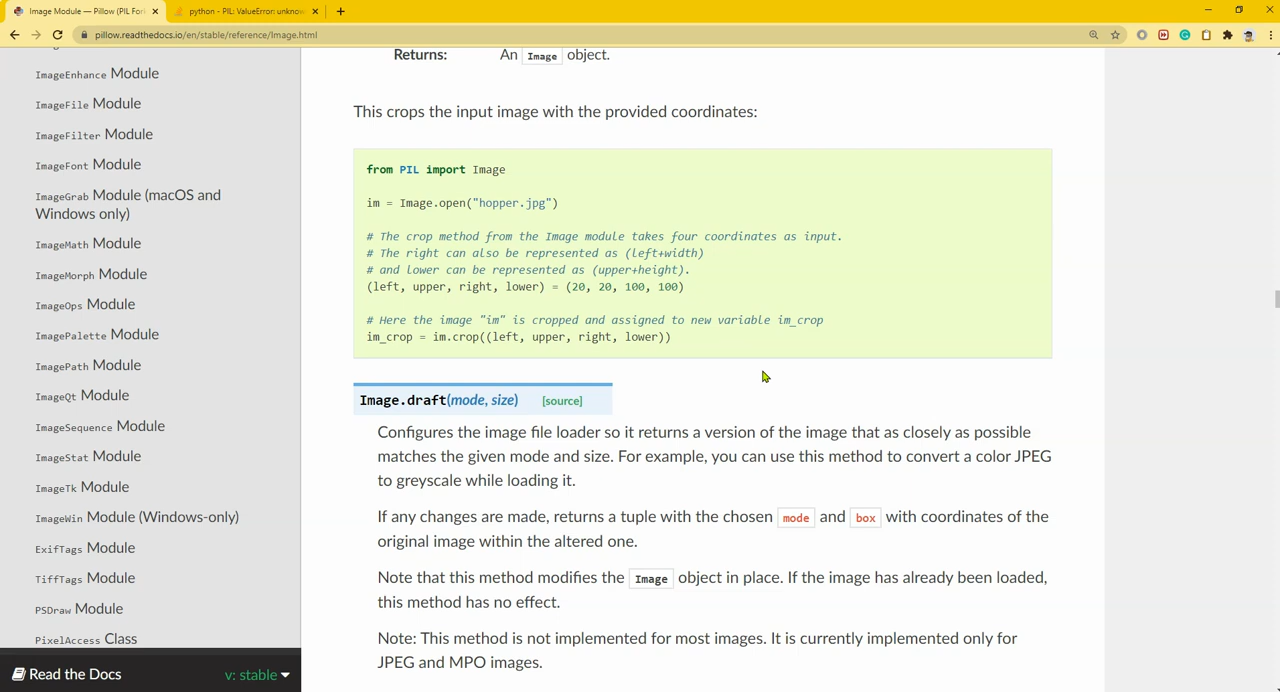 Image Module — Pillow (PIL For
python - PIL: ValueError: unknow
pillow.readthedocs.io/en/stable/reference/Image.html
ImageEnhance Module
ImageFile Module
ImageFilter Module
ImageFont Module
ImageGrab Module (macOS and
Windows only)
ImageMath Module
ImageMorph Module
ImageOps Module
ImagePalette Module
ImagePath Module
ImageQt Module
ImageSequence Module
ImageStat Module
ImageTk Module
ImageWin Module (Windows-only)
ExifTags Module
TiffTags Module
PSDraw Module
PixelAccess Class
Read the Docs
v: stable
Returns: An Image object.
This crops the input image with the provided coordinates:
from PIL import Image
im = Image.open("hopper.jpg")
# The crop method from the Image module takes four coordinates as input.
# The right can also be represented as (left+width)
# and lower can be represented as (upper+height).
(left, upper, right, lower) = (20, 20, 100, 100)
# Here the image "im" is cropped and assigned to new variable im_crop
im_crop = im.crop((left, upper, right, lower))
Image.draft(mode, size) [source]
Configures the image file loader so it returns a version of the image that as closely as possible
matches the given mode and size. For example, you can use this method to convert a color JPEG
to greyscale while loading it.
If any changes are made, returns a tuple with the chosen mode and box with coordinates of the
original image within the altered one.
Note that this method modifies the Image object in place. If the image has already been loaded,
this method has no effect.
Note: This method is not implemented for most images. It is currently implemented only for
JPEG and MPO images.